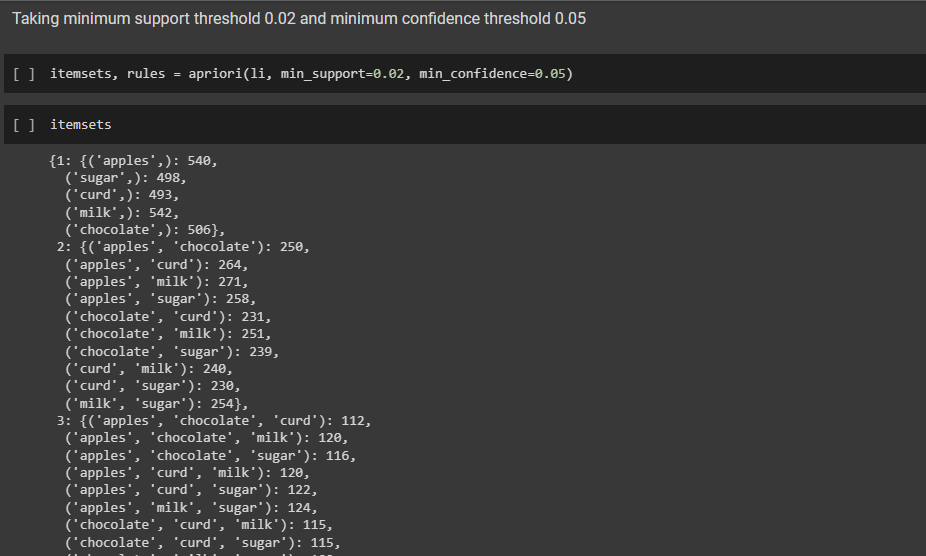 Taking minimum support threshold 0.02 and minimum confidence threshold 0.05
[ ] itemsets, rules = apriori(li, min_support=0.02, min_confidence=0.05)
[ ] itemsets
{1: {('apples',): 540,
('sugar',): 498,
('curd',): 493,
('milk',): 542,
('chocolate',): 506},
2: {('apples', 'chocolate'): 250,
('apples', 'curd'): 264,
('apples', 'milk'): 271,
('apples', 'sugar'): 258,
('chocolate', 'curd'): 231,
('chocolate', 'milk'): 251,
('chocolate', 'sugar'): 239,
('curd', 'milk'): 240,
('curd', 'sugar'): 230,
('milk', 'sugar'): 254},
3: {('apples', 'chocolate', 'curd'): 112,
('apples', 'chocolate', 'milk'): 120,
('apples', 'chocolate', 'sugar'): 116,
('apples', 'curd', 'milk'): 120,
('apples', 'curd', 'sugar'): 122,
('apples', 'milk', 'sugar'): 124,
('chocolate', 'curd', 'milk'): 115,
('chocolate', 'curd', 'sugar'): 115,